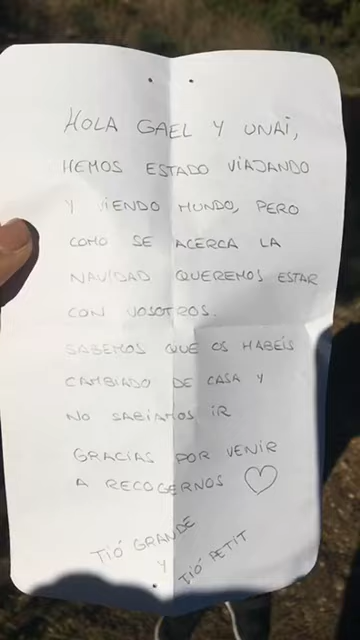 HOLA GAEL Y UNAI,
HEMOS ESTADO VIAJANDO
Y VIENDO MUNDO, PERO
COMO SE ACERCA LA
NAVIDAD QUEREMOS ESTAR
CON VOSOTROS.
SABEMOS QUE OS HABEIS
CAMBIADO DE CASA Y
NO SABIAMOS IR
GRACIAS POR VENIR
A RECOGERNOS
TIÓ GRANDE
Y
TIÓ PETIT